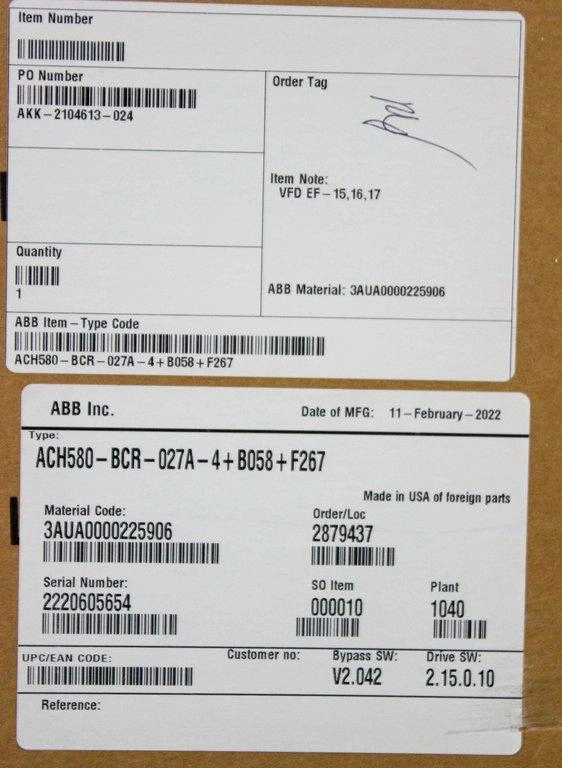 Item Number
PO Number
AKK-2104613-024
Order Tag
Item Note:
VFD EF-15,16,17
Quantity
1
ABB Material: 3AUA0000225906
ABB Item-Type Code
ACH580-BCR-027A-4+B058+F267
ABB Inc.
Date of MFG: 11-February-2022
Type:
ACH580-BCR-027A-4+B058+F267
Made in USA of foreign parts
Material Code:
3AUA0000225906
Order/Loc
2879437
Serial Number:
2220605654
SO Item
000010
Plant
1040
UPC/EAN CODE:
Customer no:
Bypass SW:
V2.042
Drive SW:
2.15.0.10
Reference: